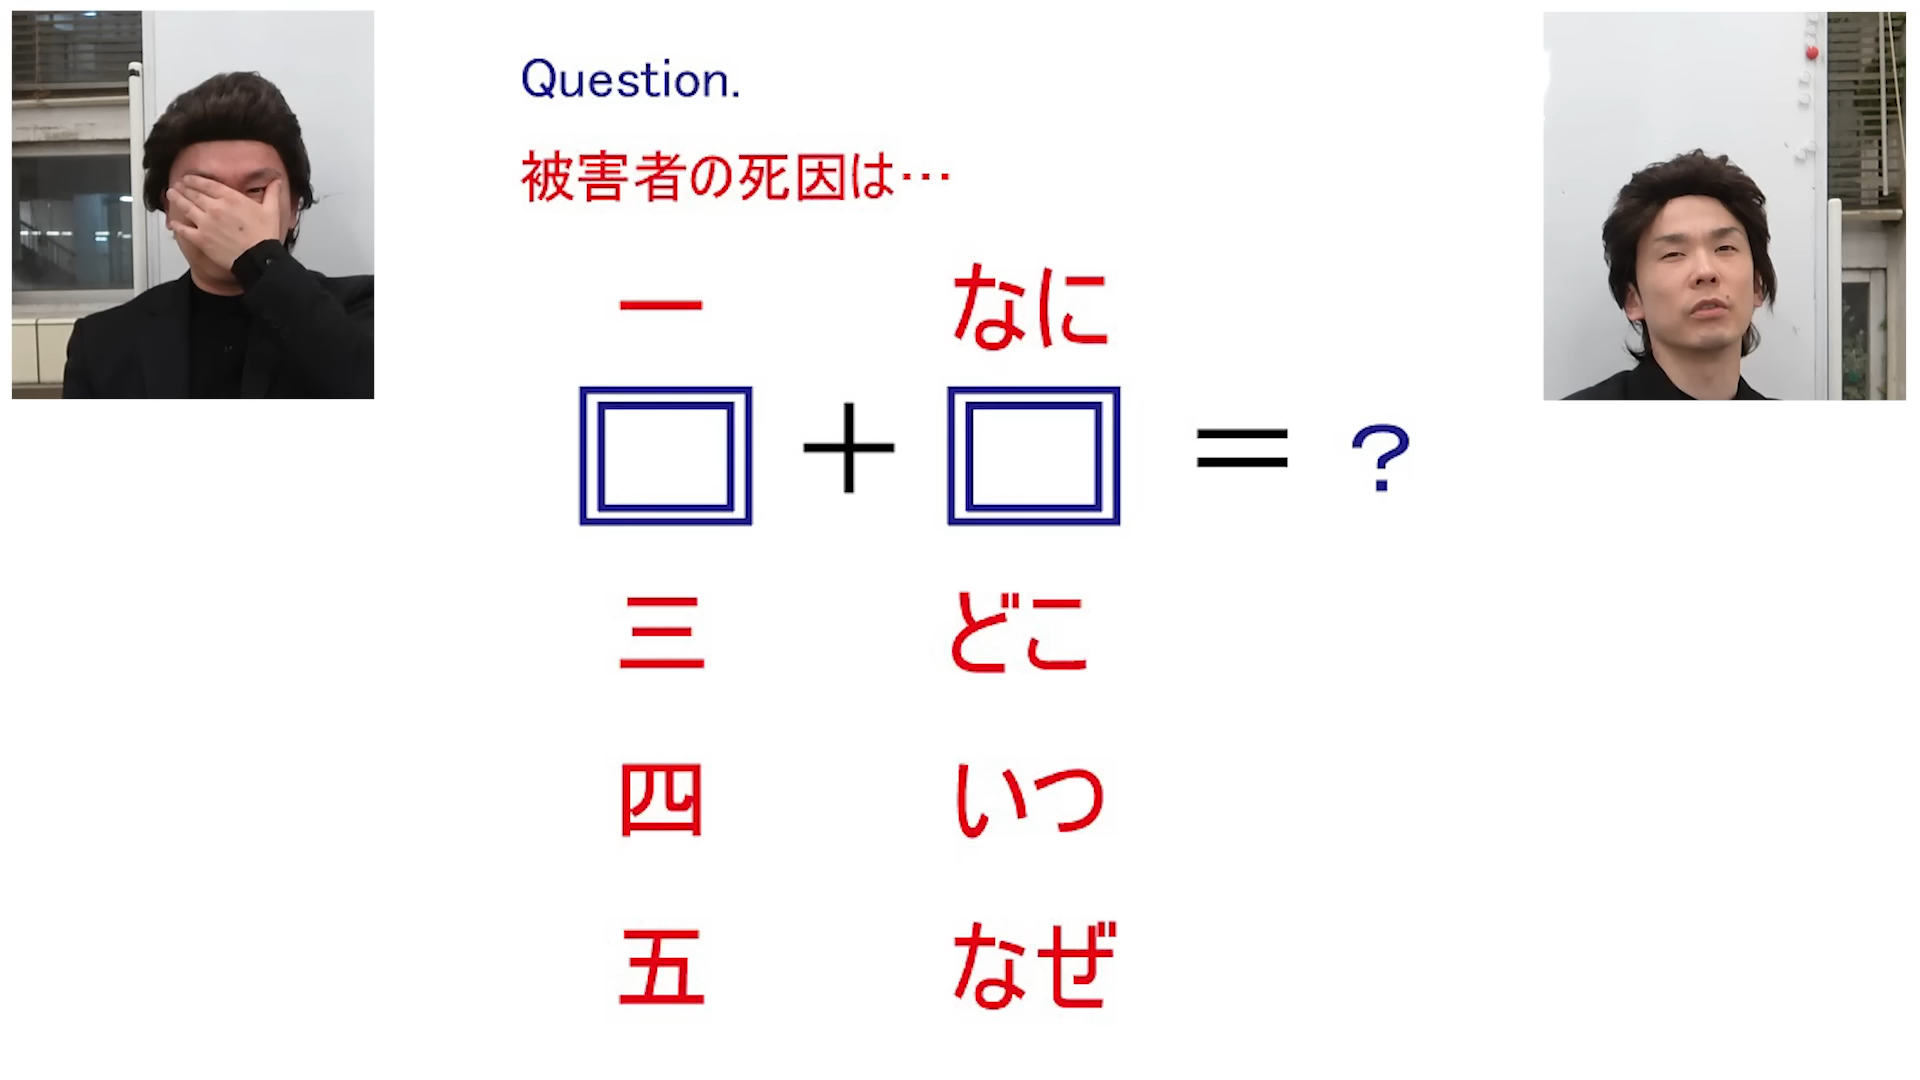 Question.
被害者の死因は…
一 なに
□ + □ = ?
三 どこ
四 いつ
五 なぜ